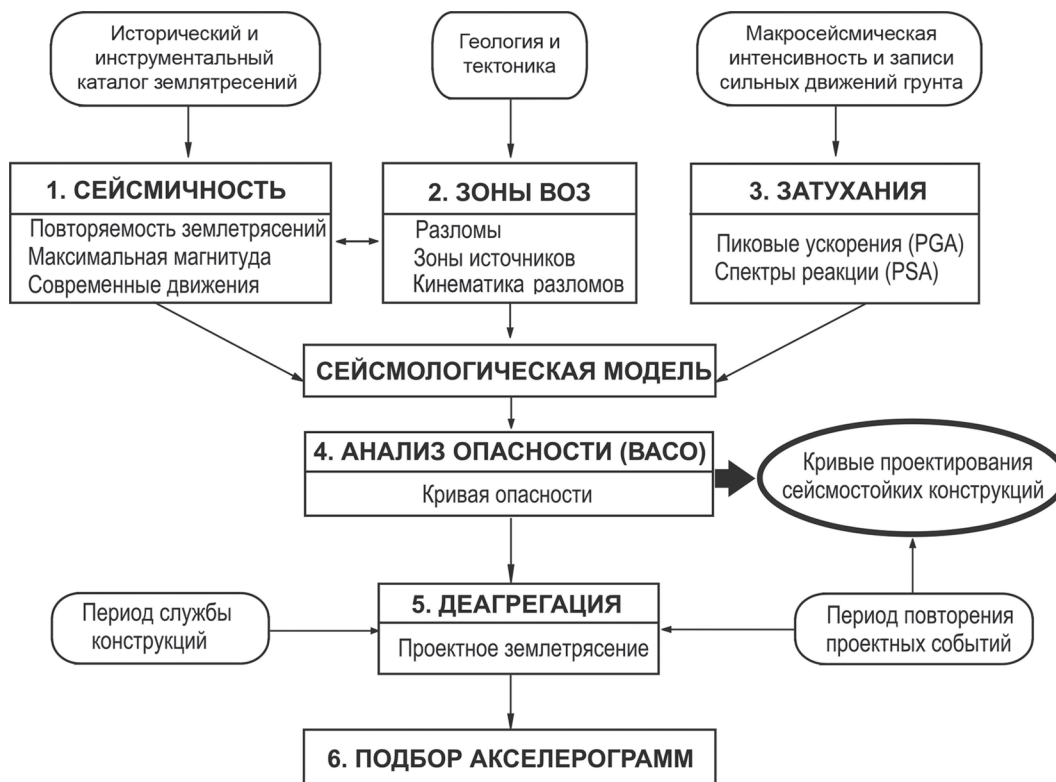 Исторический и
инструментальный
каталог землятресений
Геология и
тектоника
Макросейсмическая
интенсивность и записи
сильных движений грунта
1. СЕЙСМИЧНОСТЬ
Повторяемость землетрясений
Максимальная магнитуда
Современные движения
2. ЗОНЫ ВОЗ
Разломы
Зоны источников
Кинематика разломов
3. ЗАТУХАНИЯ
Пиковые ускорения (PGA)
Спектры реакции (PSA)
СЕЙСМОЛОГИЧЕСКАЯ МОДЕЛЬ
4. АНАЛИЗ ОПАСНОСТИ (ВАСО)
Кривая опасности
Кривые проектирования
сейсмостойких конструкций
Период службы
конструкций
5. ДЕАГРЕГАЦИЯ
Проектное землетрясение
Период повторения
проектных событий
6. ПОДБОР АКСЕЛЕРОГРАММ